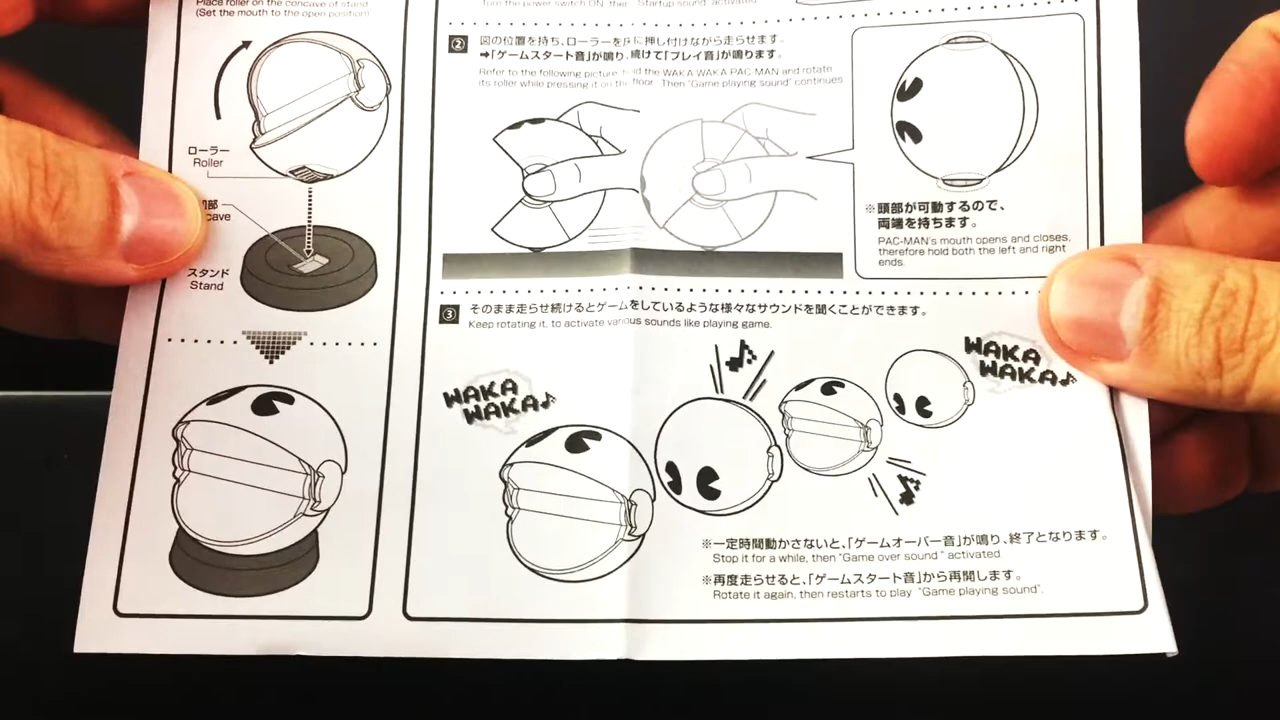 Place roller on the concave of stand
(Set the mouth to the open position)
ローラー
Roller
スタンド
Stand
Turn the power switch ON, then "Startup sound" activated
② 図の位置を持ち、ローラーを床に押し付けながら走らせます。
➡「ゲームスタート音」が鳴り、続けて「プレイ音」が鳴ります。
Refer to the following picture, hold the WAKA WAKA PAC-MAN and rotate
its roller while pressing it on the floor. Then "Game playing sound" continues
※頭部が可動するので、
両端を持ちます。
PAC-MAN's mouth opens and closes,
therefore hold both the left and right
ends.
③ そのまま走らせ続けるとゲームをしているような様々なサウンドを聞くことができます。
Keep rotating it, to activate various sounds like playing game.
WAKA
WAKA♪
WAKA
WAKA♪
※一定時間動かさないと、「ゲームオーバー音」が鳴り、終了となります。
Stop it for a while, then "Game over sound" activated
※再度走らせると、「ゲームスタート音」から再開します。
Rotate it again, then restarts to play "Game playing sound".